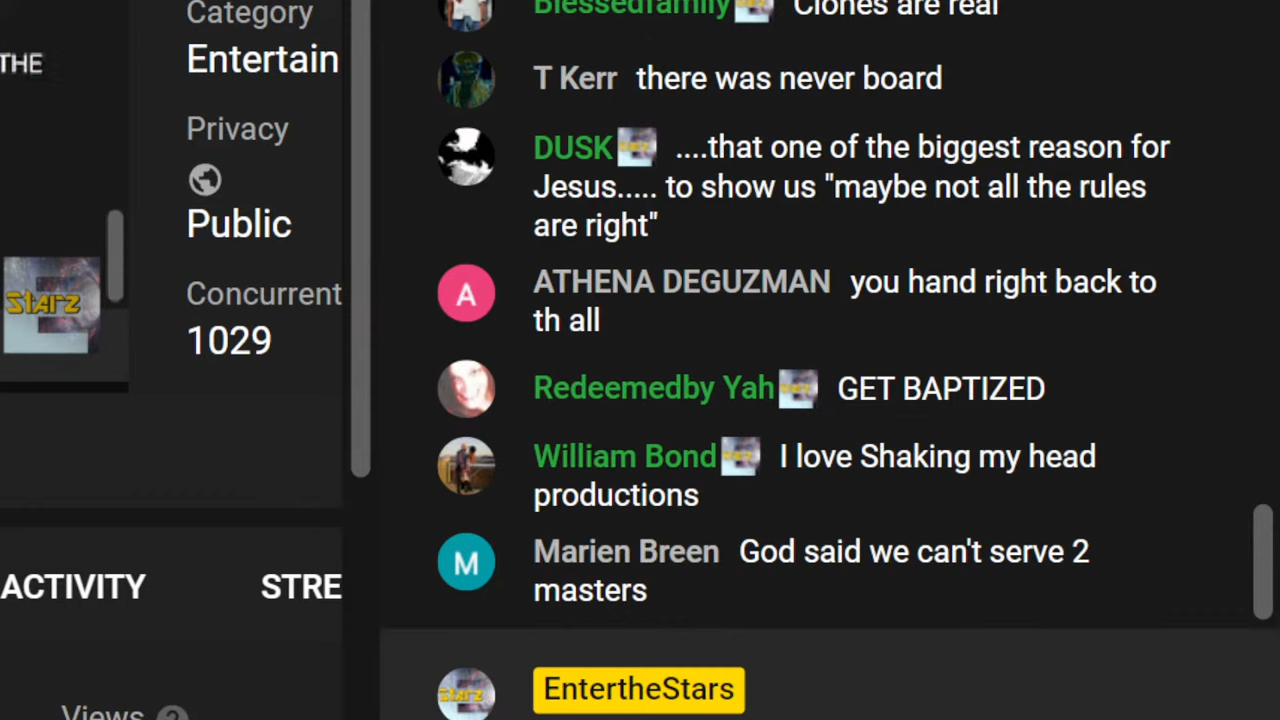 THE
Category
Entertain
Privacy
Public
Concurrent
1029
STARZ
ACTIVITY STRE
Views
Blessedfamily Clones are real
T Kerr there was never board
DUSK ....that one of the biggest reason for
Jesus..... to show us "maybe not all the rules
are right"
A ATHENA DEGUZMAN you hand right back to
th all
Redeemedby Yah GET BAPTIZED
William Bond I love Shaking my head
productions
M Marien Breen God said we can't serve 2
masters
STARZ EntertheStars